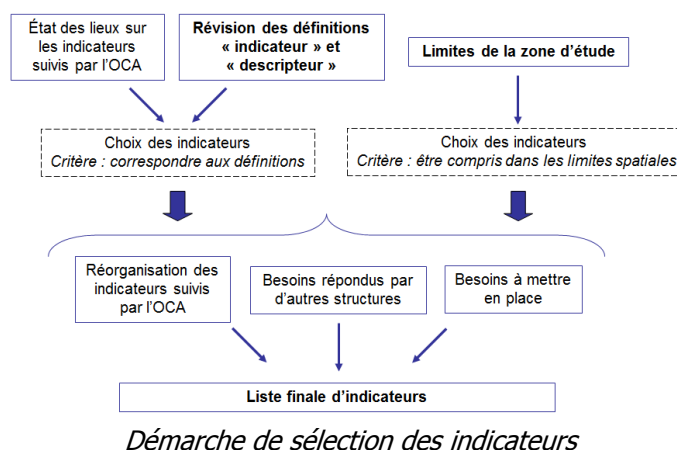 État des lieux sur
les indicateurs
suivis par l'OCA
Révision des définitions
« indicateur » et
« descripteur »
Limites de la zone d'étude
Choix des indicateurs
Critère : correspondre aux définitions
Choix des indicateurs
Critère : être compris dans les limites spatiales
Réorganisation des
indicateurs suivis
par l'OCA
Besoins répondus par
d'autres structures
Besoins à mettre
en place
Liste finale d'indicateurs
Démarche de sélection des indicateurs